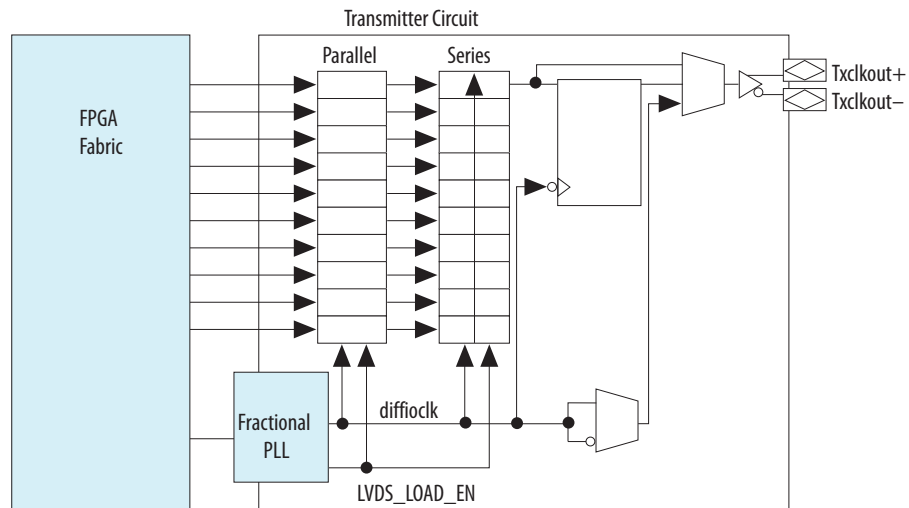 Transmitter Circuit
Parallel
Series
Txclkout+
Txclkout–
FPGA
Fabric
Fractional
PLL
diffioclk
LVDS_LOAD_EN